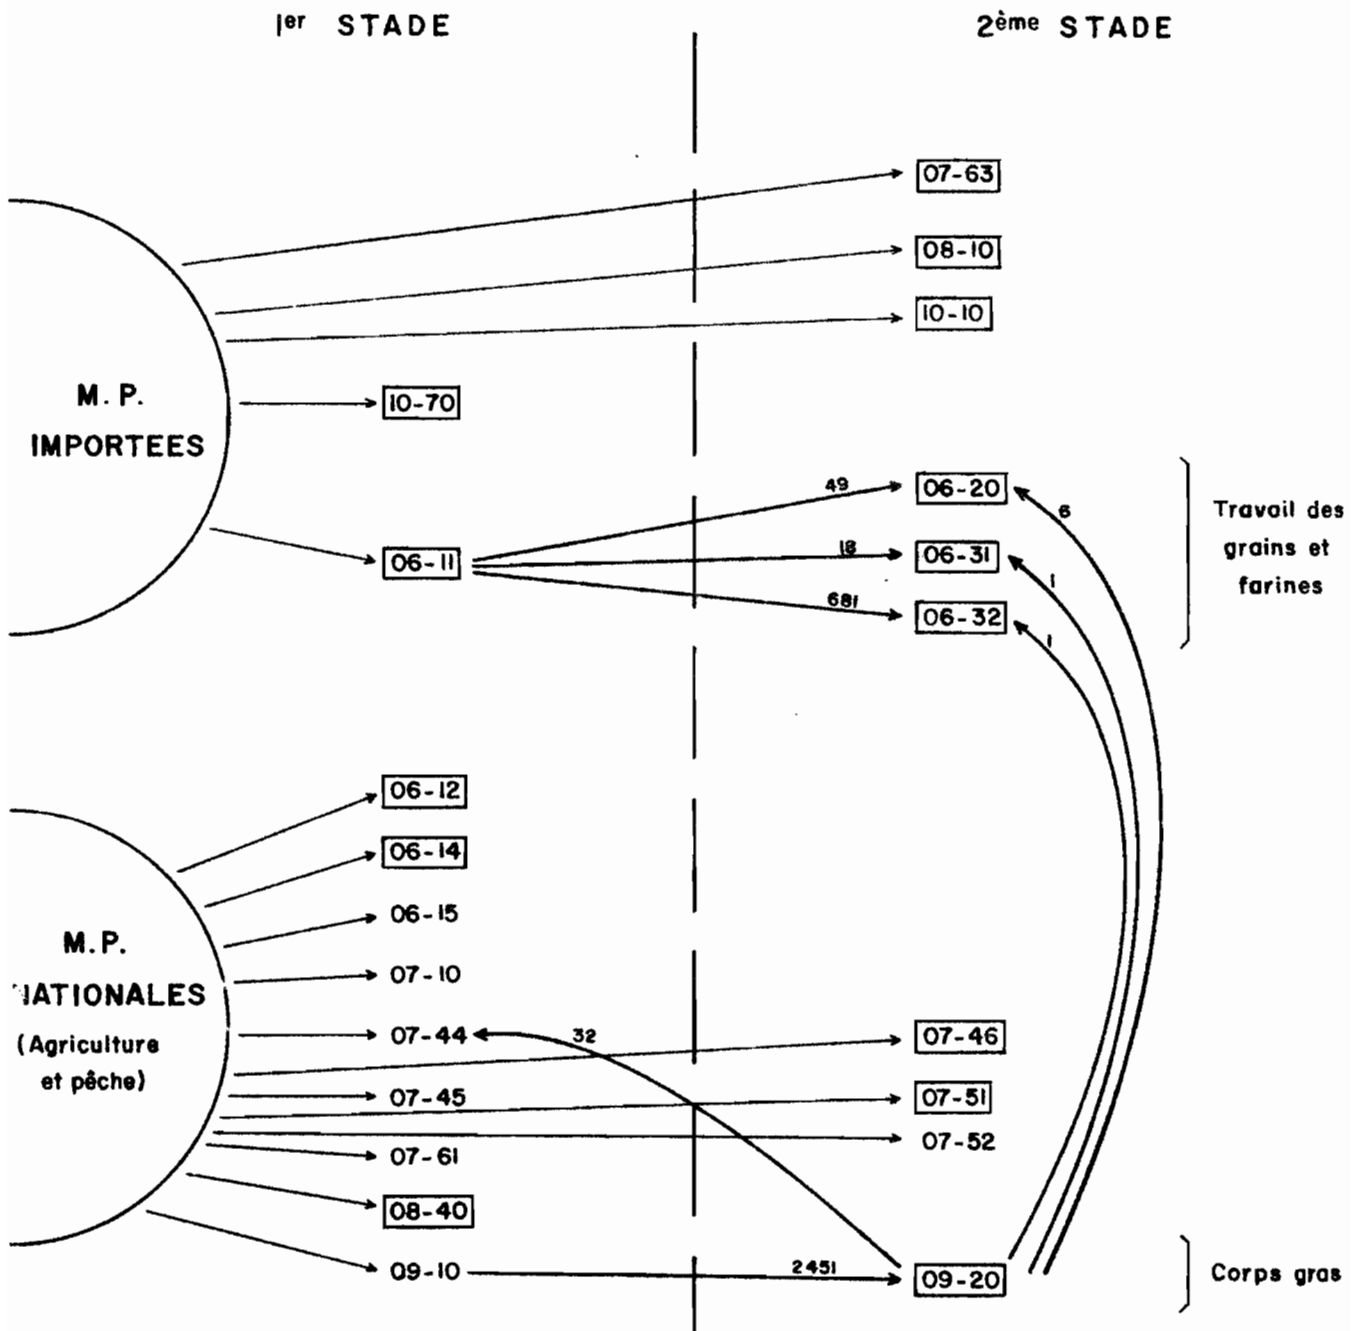 1er STADE
2ème STADE
07-63
08-10
10-10
M. P.
IMPORTEES
10-70
06-11
49
18
681
06-20
06-31
06-32
6
1
1
Travail des
grains et
farines
06-12
06-14
06-15
07-10
07-44
07-45
07-61
08-40
09-10
M. P.
NATIONALES
(Agriculture
et pêche)
32
2451
07-46
07-51
07-52
09-20
Corps gras